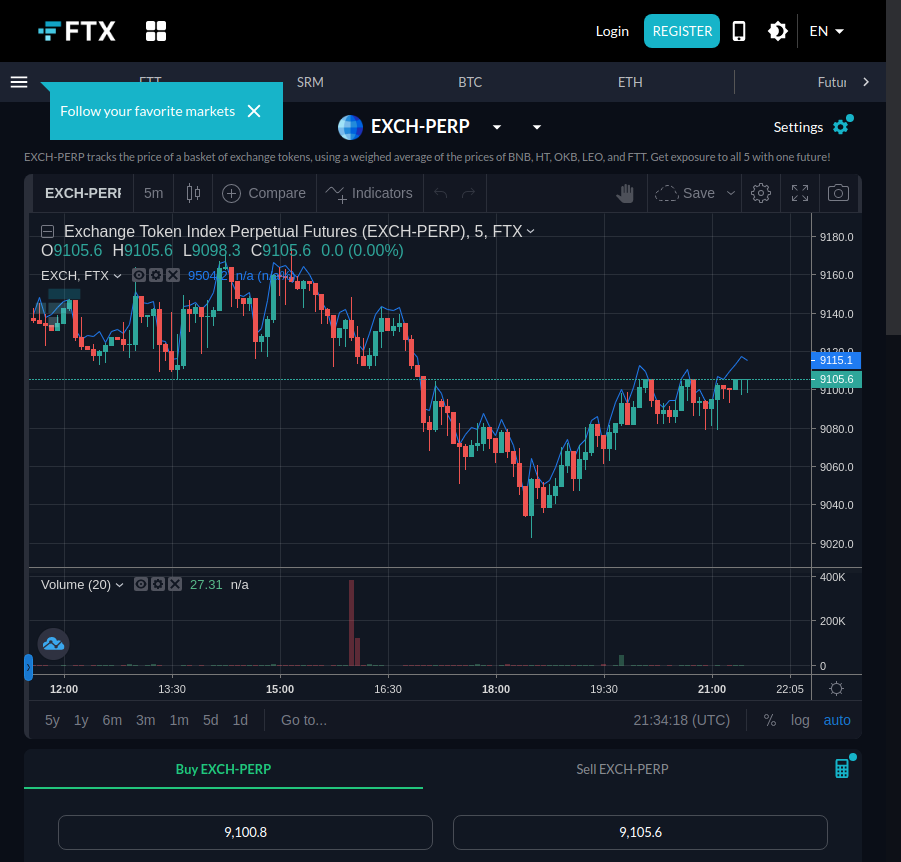 FTX
Login
REGISTER
EN
FTT
SRM
BTC
ETH
Futur
Follow your favorite markets
EXCH-PERP
Settings
EXCH-PERP tracks the price of a basket of exchange tokens, using a weighed average of the prices of BNB, HT, OKB, LEO, and FTT. Get exposure to all 5 with one future!
EXCH-PERP
5m
Compare
Indicators
Save
Exchange Token Index Perpetual Futures (EXCH-PERP), 5, FTX
O9105.6 H9105.6 L9098.3 C9105.6 0.0 (0.00%)
EXCH, FTX
n/a
9180.0
9160.0
9140.0
9120.0
9115.1
9105.6
9100.0
9080.0
9060.0
9040.0
9020.0
Volume (20)
27.31 n/a
400K
200K
0
12:00
13:30
15:00
16:30
18:00
19:30
21:00
22:05
5y 1y 6m 3m 1m 5d 1d
Go to...
21:34:18 (UTC)
% log auto
Buy EXCH-PERP
Sell EXCH-PERP
9,100.8
9,105.6